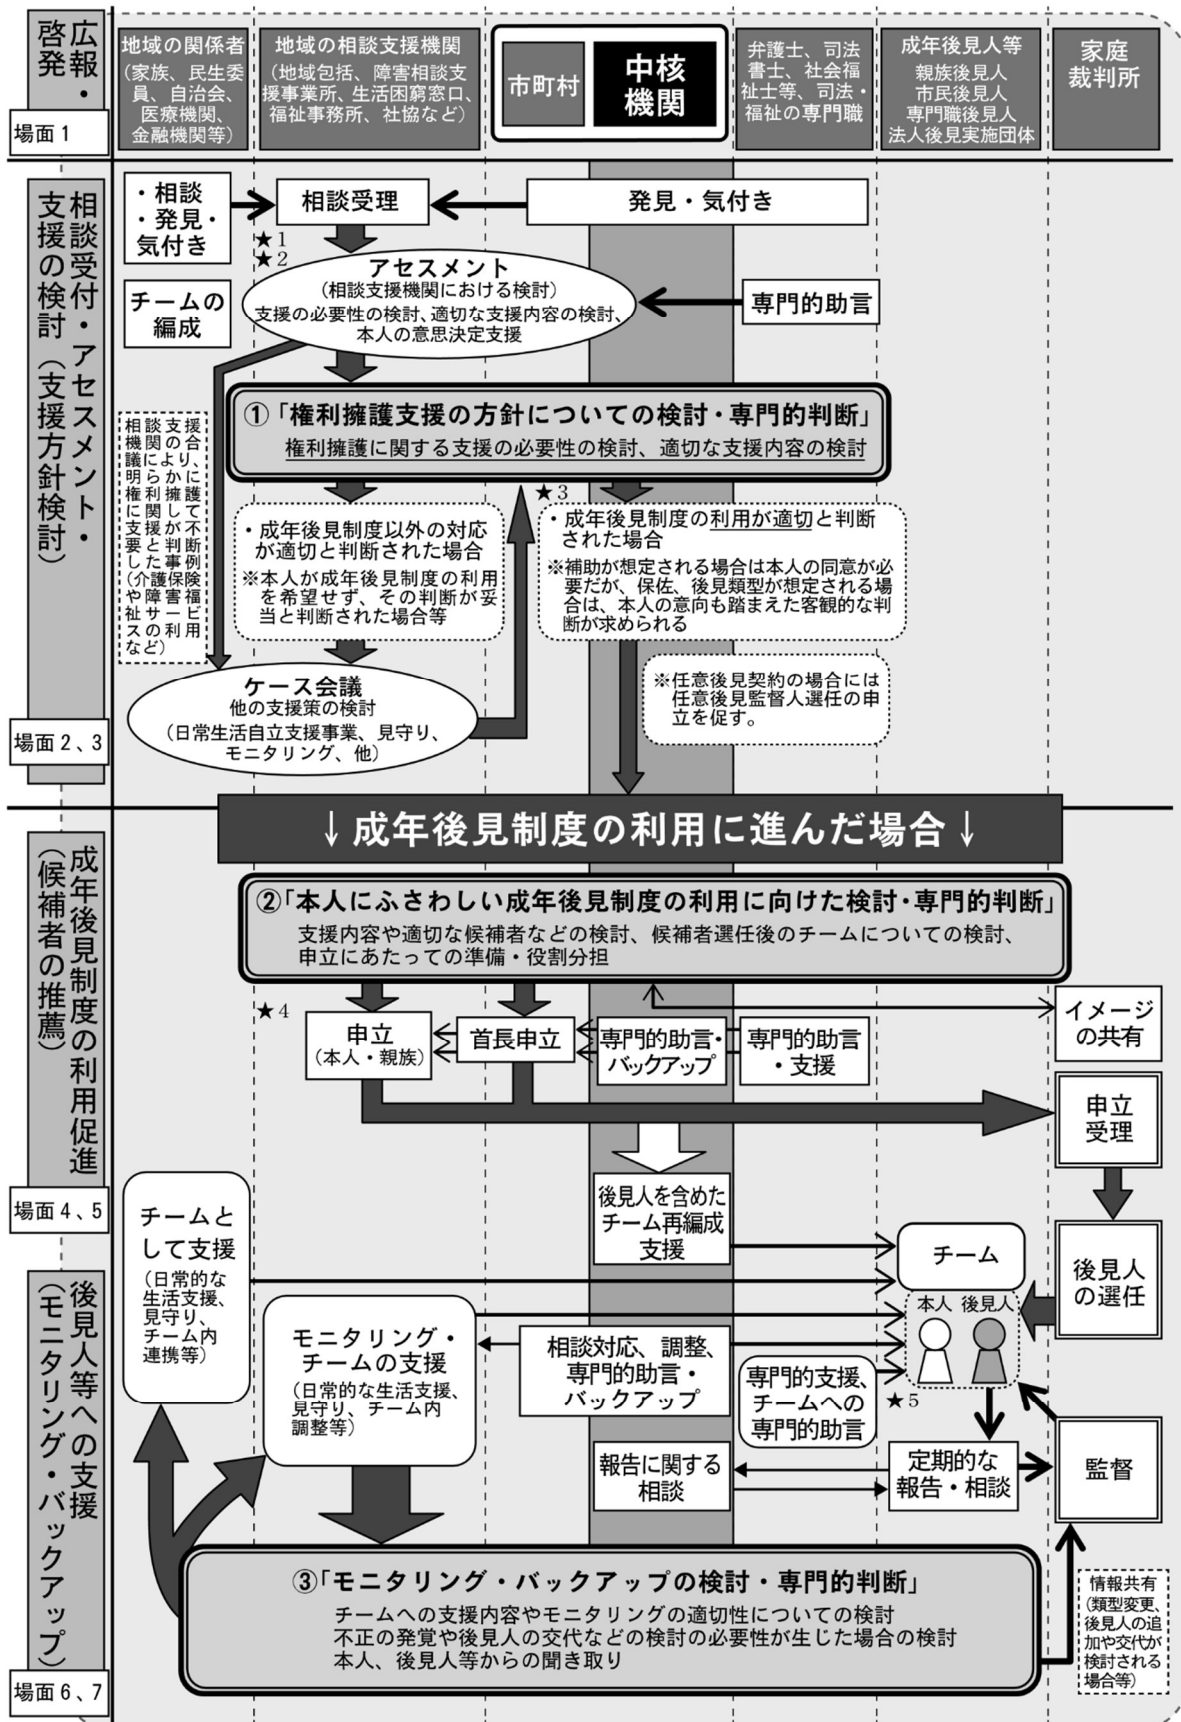 広報・
啓発
場面1
地域の関係者
(家族、民生委
員、自治会、
医療機関、
金融機関等)
地域の相談支援機関
(地域包括、障害相談支
援事業所、生活困窮窓口、
福祉事務所、社協など)
市町村
中核
機関
弁護士、司法
書士、社会福
祉士等、司法・
福祉の専門職
成年後見人等
親族後見人
市民後見人
専門職後見人
法人後見実施団体
家庭
裁判所
相談受付・アセスメント・
支援の検討(支援方針検討)
場面2、3
・相談
・発見・
気付き
相談受理
発見・気付き
★1
★2
チームの
編成
アセスメント
(相談支援機関における検討)
支援の必要性の検討、適切な支援内容の検討、
本人の意思決定支援
専門的助言
①「権利擁護支援の方針についての検討・専門的判断」
権利擁護に関する支援の必要性の検討、適切な支援内容の検討
相談支援
機関の合
議により、
明らかに
権利擁護
に関して
支援が不
要と判断
した事例
(介護保険
や障害福
祉サービ
スの利用
など)
★3
・成年後見制度以外の対応
が適切と判断された場合
※本人が成年後見制度の利用
を希望せず、その判断が妥
当と判断された場合等
・成年後見制度の利用が適切と判断
された場合
※補助が想定される場合は本人の同意が必
要だが、保佐、後見類型が想定される場
合は、本人の意向も踏まえた客観的な判
断が求められる
※任意後見契約の場合には
任意後見監督人選任の申
立を促す。
ケース会議
他の支援策の検討
(日常生活自立支援事業、見守り、
モニタリング、他)
↓成年後見制度の利用に進んだ場合↓
成年後見制度の利用促進
(候補者の推薦)
場面4、5
②「本人にふさわしい成年後見制度の利用に向けた検討・専門的判断」
支援内容や適切な候補者などの検討、候補者選任後のチームについての検討、
申立にあたっての準備・役割分担
★4
申立
(本人・親族)
首長申立
専門的助言・
バックアップ
専門的助言
・支援
イメージ
の共有
申立
受理
後見人を含めた
チーム再編成
支援
チームと
して支援
(日常的な
生活支援、
見守り、
チーム内
連携等)
チーム
本人 後見人
後見人
の選任
後見人等への支援
(モニタリング・バックアップ)
場面6、7
モニタリング・
チームの支援
(日常的な生活支援、
見守り、チーム内
調整等)
相談対応、調整、
専門的助言・
バックアップ
専門的支援、
チームへの
専門的助言
★5
報告に関する
相談
定期的な
報告・相談
監督
③「モニタリング・バックアップの検討・専門的判断」
チームへの支援内容やモニタリングの適切性についての検討
不正の発覚や後見人の交代などの検討の必要性が生じた場合の検討
本人、後見人等からの聞き取り
情報共有
(類型変更、
後見人の追
加や交代が
検討される
場合等)